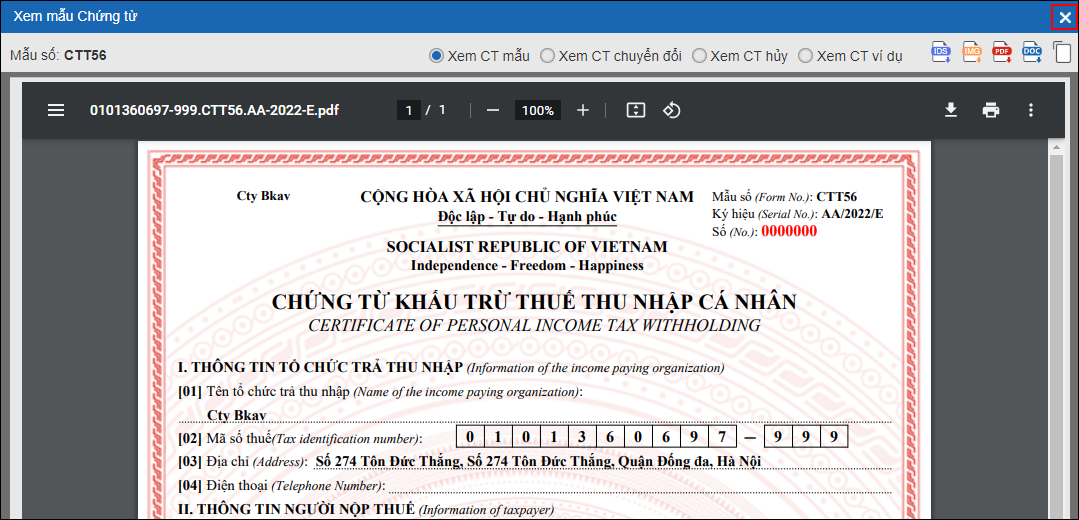 Xem mẫu Chứng từ
Mẫu số: CTT56
Xem CT mẫu Xem CT chuyển đổi Xem CT hủy Xem CT ví dụ
IDS IMG PDF DOC
0101360697-999.CTT56.AA-2022-E.pdf 1 / 1 100%
Cty Bkav
CỘNG HÒA XÃ HỘI CHỦ NGHĨA VIỆT NAM
Độc lập - Tự do - Hạnh phúc
SOCIALIST REPUBLIC OF VIETNAM
Independence - Freedom - Happiness
Mẫu số (Form No.): CTT56
Ký hiệu (Serial No.): AA/2022/E
Số (No.): 0000000
CHỨNG TỪ KHẤU TRỪ THUẾ THU NHẬP CÁ NHÂN
CERTIFICATE OF PERSONAL INCOME TAX WITHHOLDING
I. THÔNG TIN TỔ CHỨC TRẢ THU NHẬP (Information of the income paying organization)
[01] Tên tổ chức trả thu nhập (Name of the income paying organization):
Cty Bkav
[02] Mã số thuế(Tax identification number): 0 1 0 1 3 6 0 6 9 7 — 9 9 9
[03] Địa chỉ (Address): Số 274 Tôn Đức Thắng, Số 274 Tôn Đức Thắng, Quận Đống đa, Hà Nội
[04] Điện thoại (Telephone Number):
II. THÔNG TIN NGƯỜI NỘP THUẾ (Information of taxpayer)